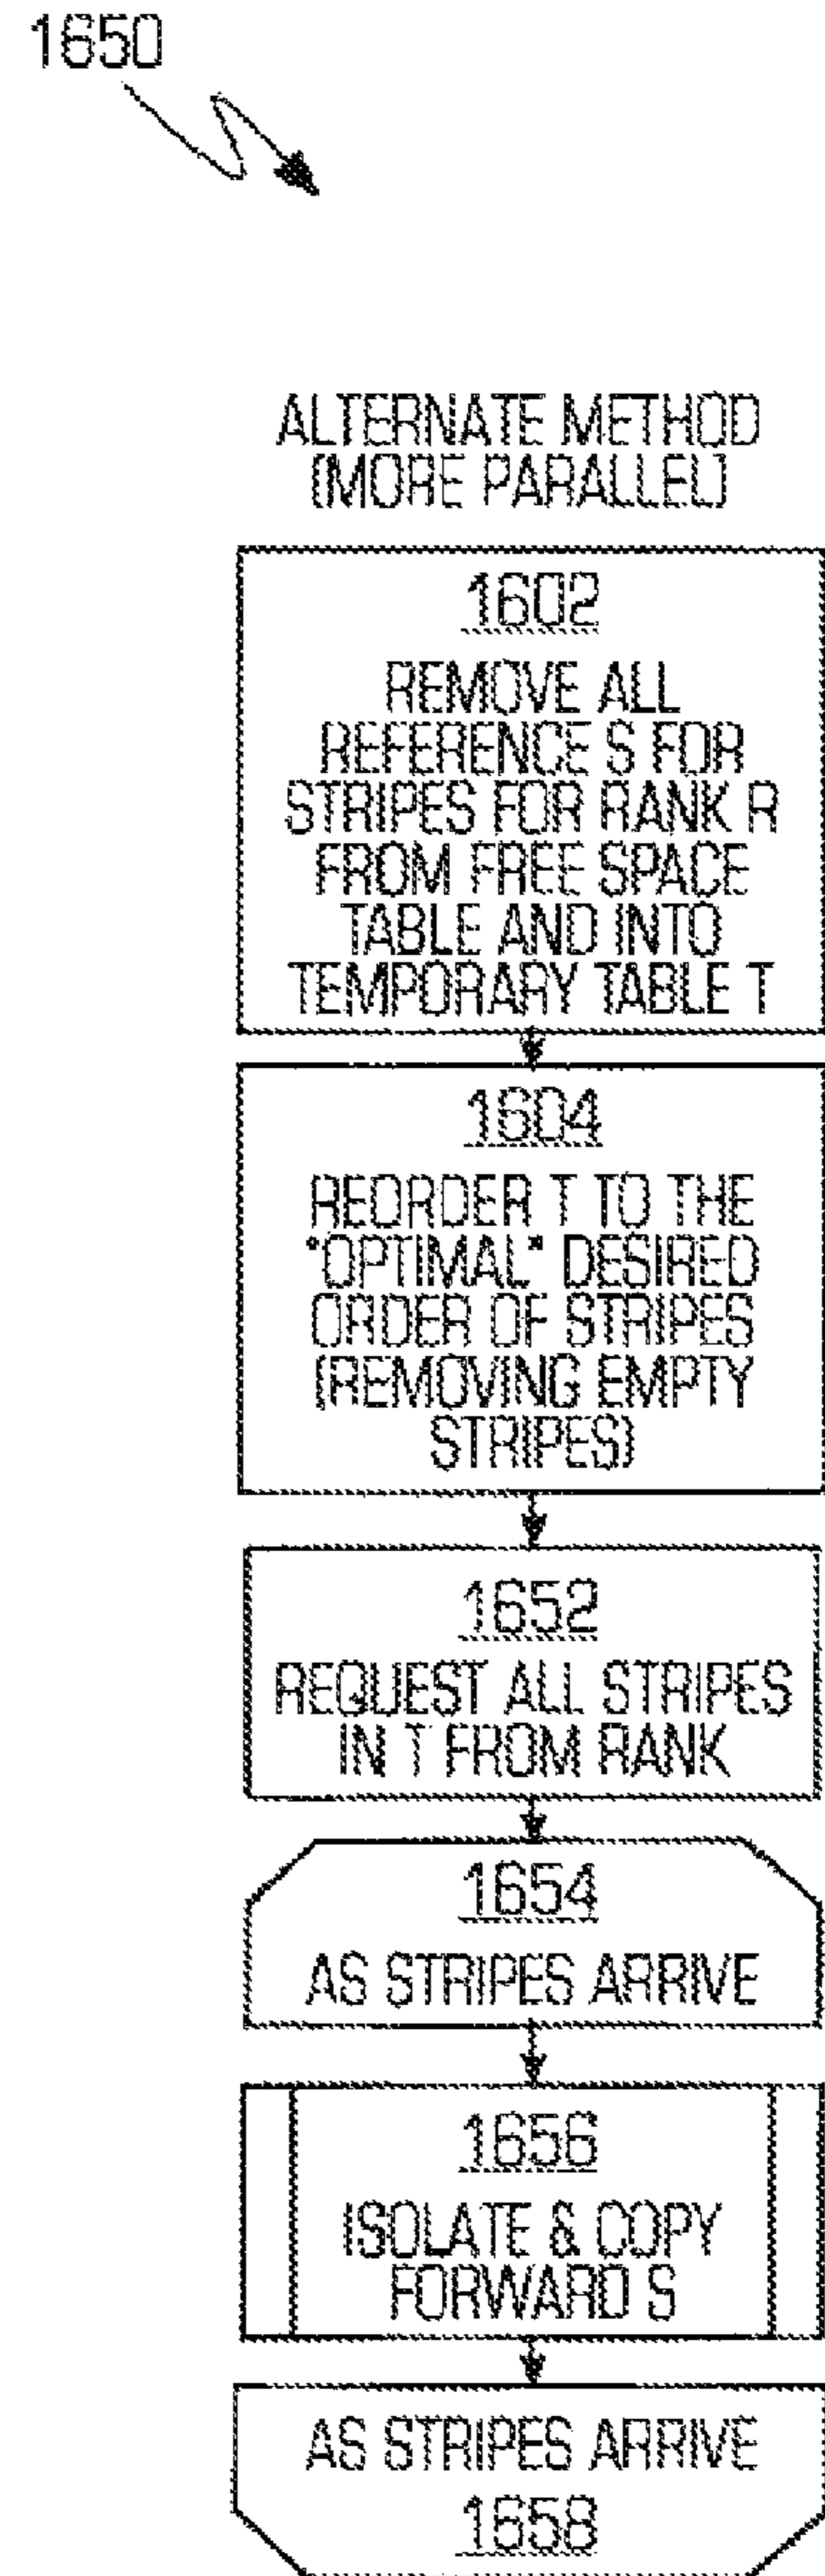 1650
ALTERNATE METHOD
(MORE PARALLEL)
1602
REMOVE ALL
REFERENCE S FOR
STRIPES FOR RANK R
FROM FREE SPACE
TABLE AND INTO
TEMPORARY TABLE T
1604
REORDER T TO THE
"OPTIMAL" DESIRED
ORDER OF STRIPES
(REMOVING EMPTY
STRIPES)
1652
REQUEST ALL STRIPES
IN T FROM RANK
1654
AS STRIPES ARRIVE
1656
ISOLATE & COPY
FORWARD S
AS STRIPES ARRIVE
1658